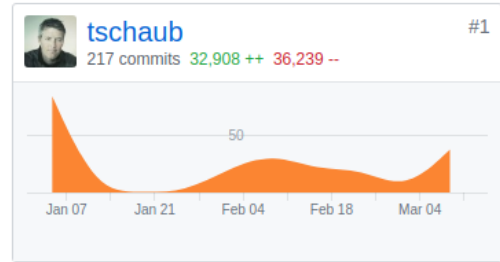 tschaub #1
217 commits 32,908 ++ 36,239 --
50
Jan 07 Jan 21 Feb 04 Feb 18 Mar 04